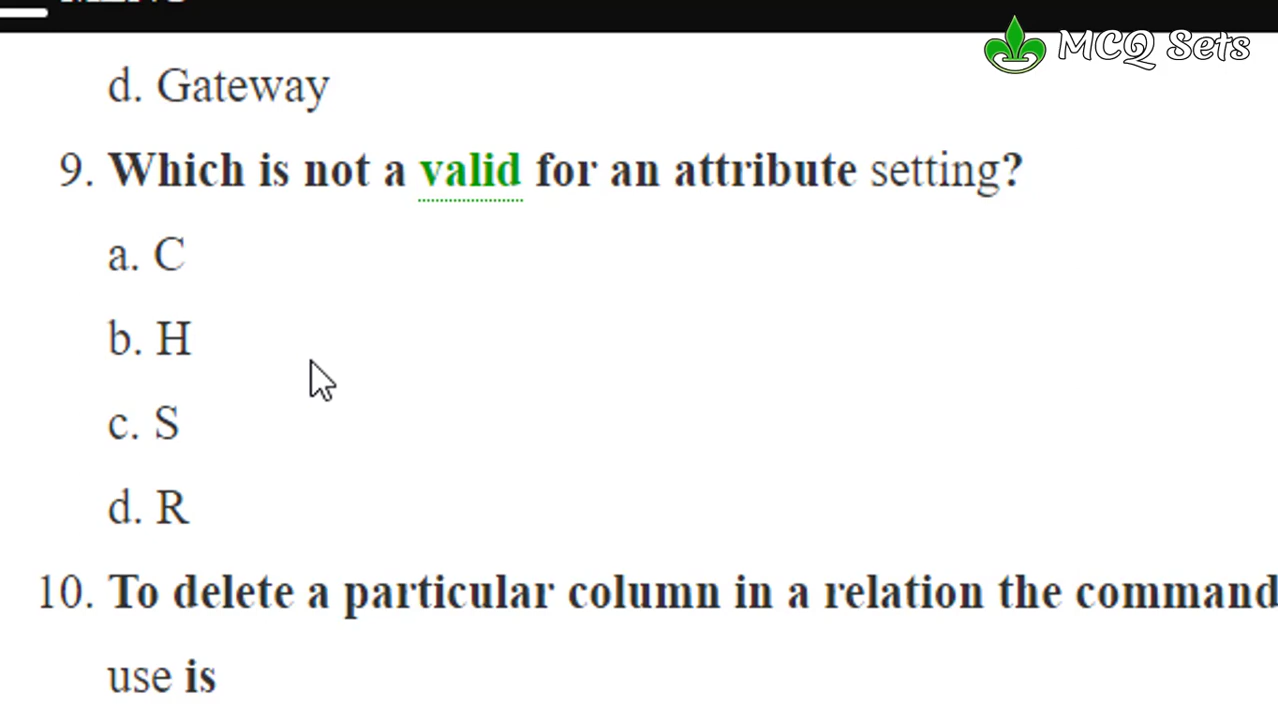 MCQ Sets
d. Gateway
9. Which is not a valid for an attribute setting?
a. C
b. H
c. S
d. R
10. To delete a particular column in a relation the command
use is